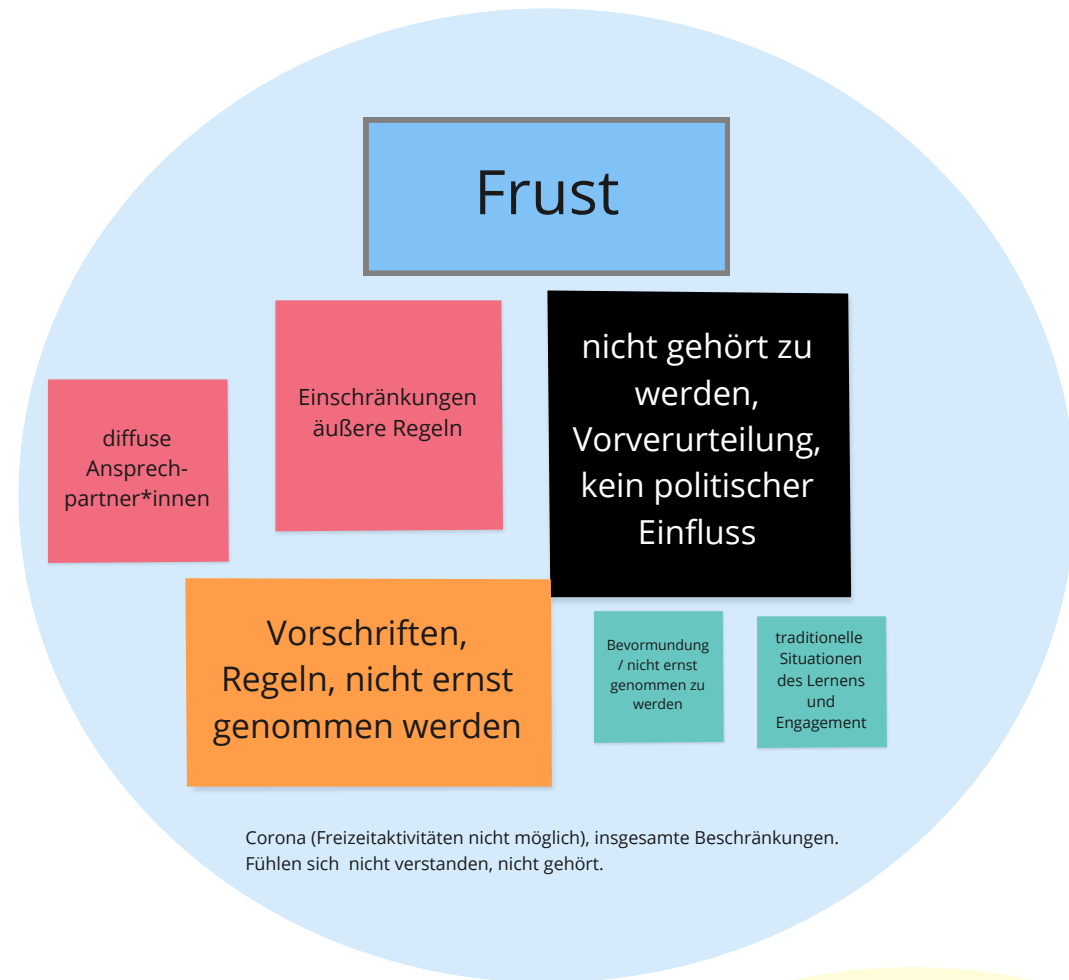 Frust
Einschränkungen
äußere Regeln
nicht gehört zu
werden,
Vorverurteilung,
kein politischer
Einfluss
diffuse
Ansprech-
partner*innen
Vorschriften,
Regeln, nicht ernst
genommen werden
Bevormundung
/ nicht ernst
genommen zu
werden
traditionelle
Situationen
des Lernens
und
Engagement
Corona (Freizeitaktivitäten nicht möglich), insgesamte Beschränkungen.
Fühlen sich  nicht verstanden, nicht gehört.